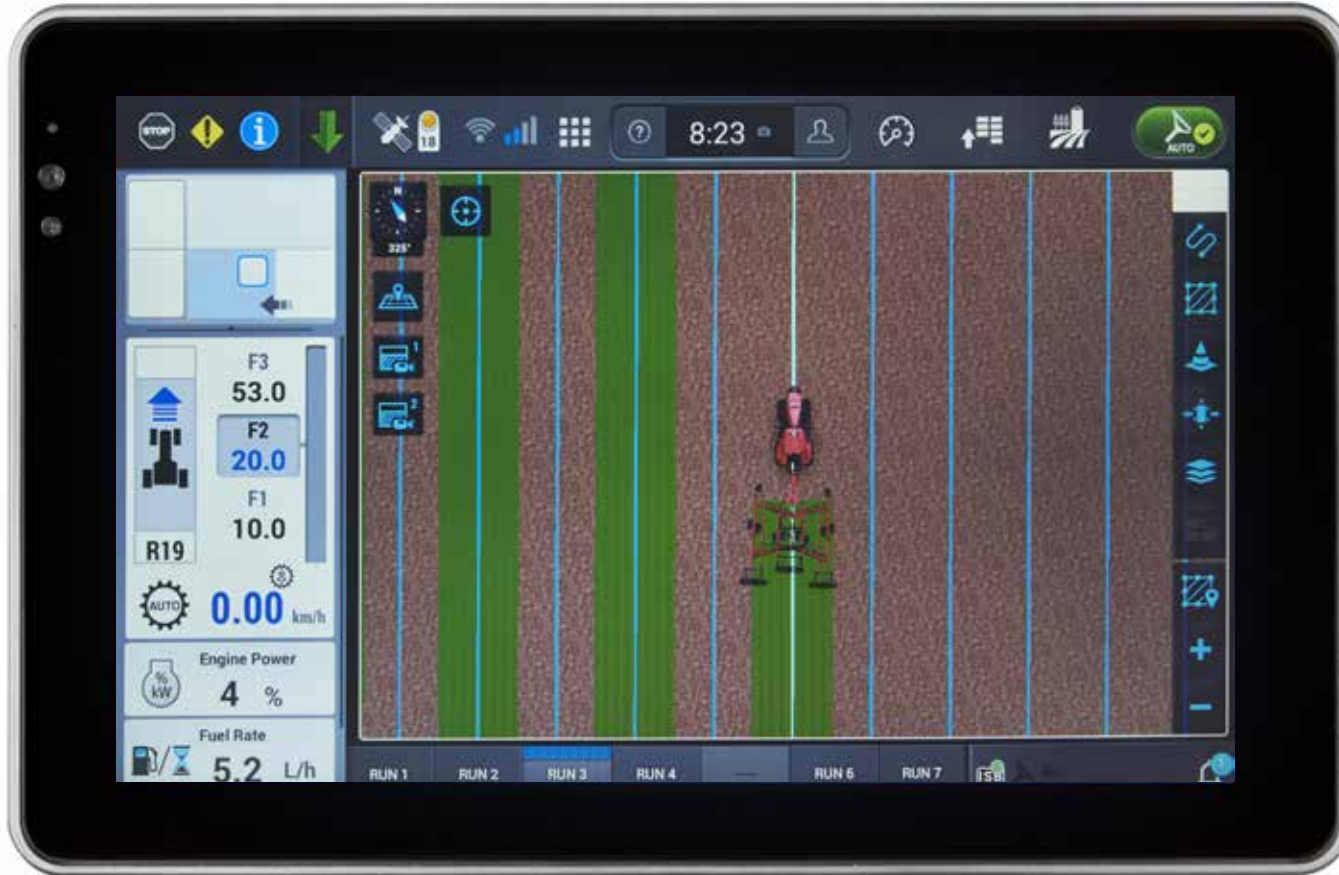 STOP
18
8:23
AUTO
N
325°
1
2
F3
53.0
F2
20.0
F1
10.0
R19
AUTO
0.00 km/h
Engine Power
% kW
4 %
Fuel Rate
5.2 L/h
RUN 1 RUN 2 RUN 3 RUN 4 RUN 6 RUN 7 ISB
1